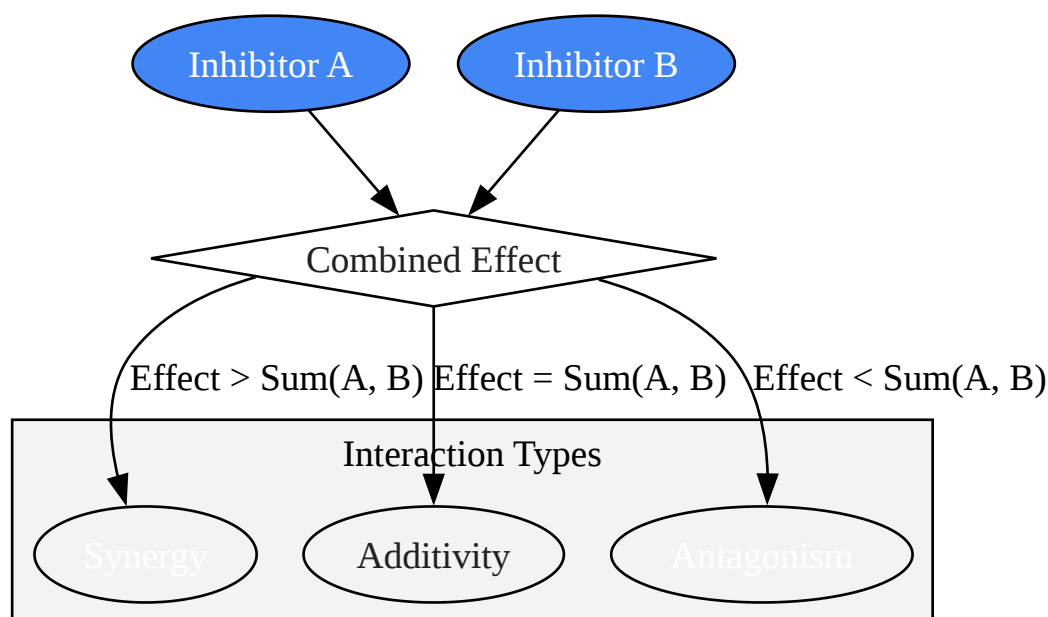 Inhibitor A
Inhibitor B
Combined Effect
Effect > Sum(A, B)
Effect = Sum(A, B)
Effect < Sum(A, B)
Interaction Types
Synergy
Additivity
Antagonism